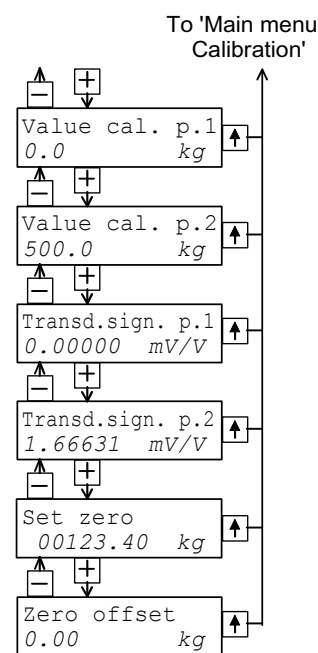 To 'Main menu
Calibration'
+
−
Value cal. p.1
0.0 kg
+
−
Value cal. p.2
500.0 kg
+
−
Transd.sign. p.1
0.00000 mV/V
+
−
Transd.sign. p.2
1.66631 mV/V
+
−
Set zero
00123.40 kg
+
−
Zero offset
0.00 kg